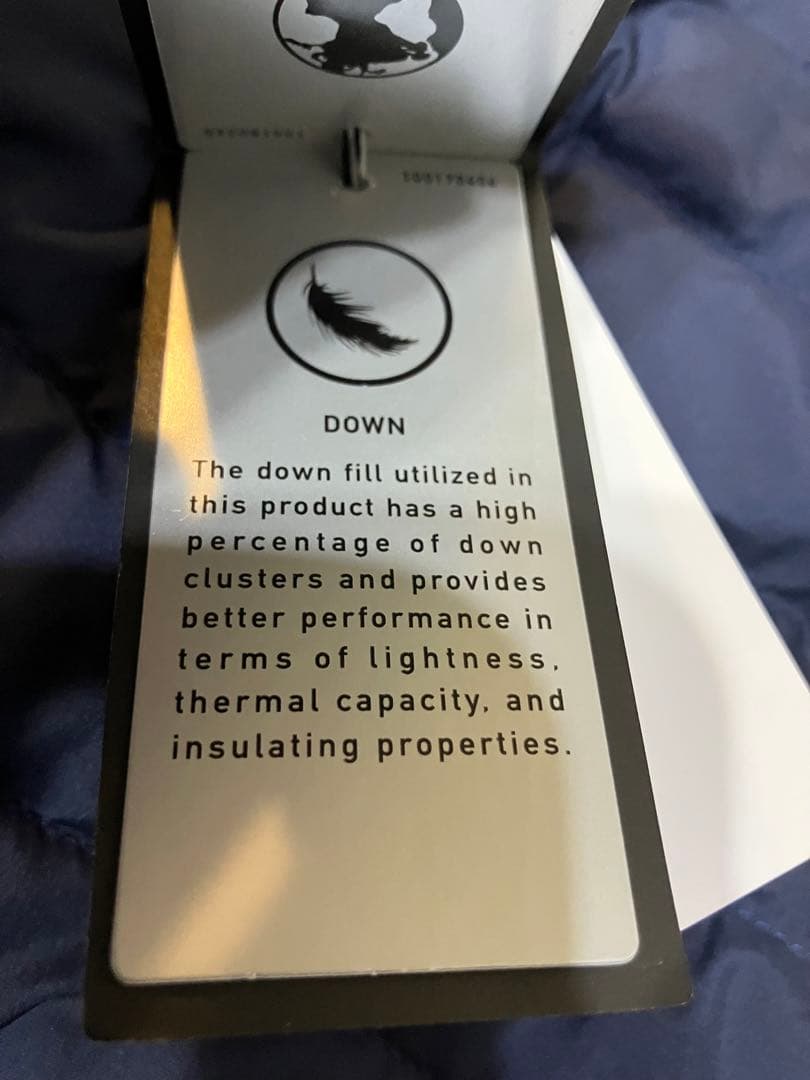 DOWN
The down fill utilized in
this product has a high
percentage of down
clusters and provides
better performance in
terms of lightness,
thermal capacity, and
insulating properties.